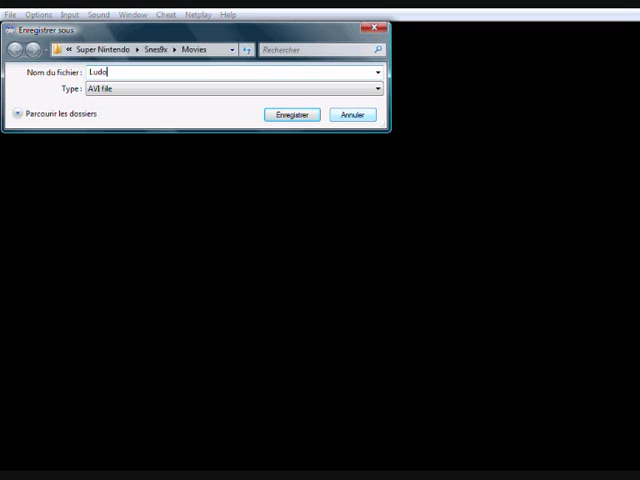 File Options Input Sound Window Cheat Netplay Help
Enregistrer sous
« Super Nintendo Snes9x Movies Rechercher
Nom du fichier : Ludo
Type : AVI file
Parcourir les dossiers Enregistrer Annuler